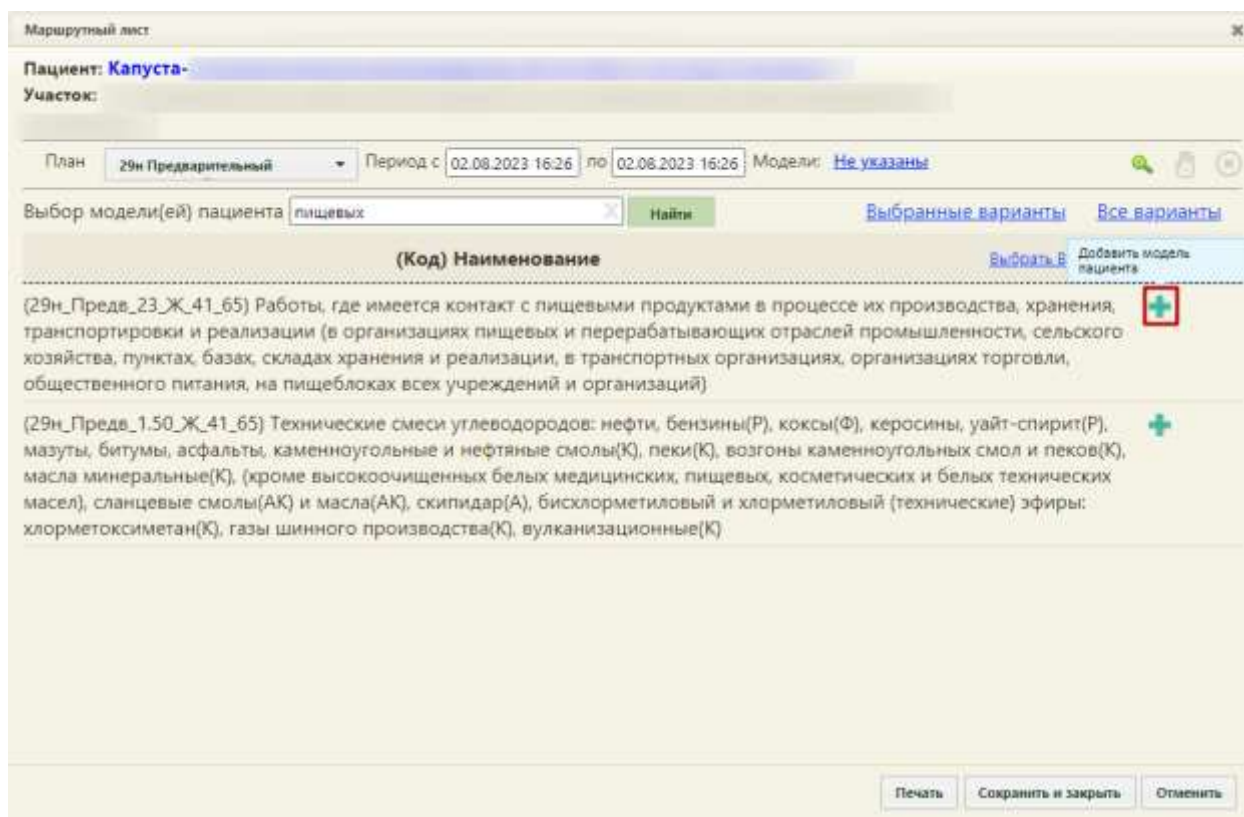 Маршрутный лист
Пациент: Капуста-
Участок:
План 29н Предварительный Период с 02.08.2023 16:26 по 02.08.2023 16:26 Модели: Не указаны
Выбор модели(ей) пациента пищевых X Найти Выбранные варианты Все варианты
(Код) Наименование Выбрать В
Добавить модель
пациента
(29н_Предв_23_Ж_41_65) Работы, где имеется контакт с пищевыми продуктами в процессе их производства, хранения,
транспортировки и реализации (в организациях пищевых и перерабатывающих отраслей промышленности, сельского
хозяйства, пунктах, базах, складах хранения и реализации, в транспортных организациях, организациях торговли,
общественного питания, на пищеблоках всех учреждений и организаций)
(29н_Предв_1.50_Ж_41_65) Технические смеси углеводородов: нефти, бензины(Р), коксы(Ф), керосины, уайт-спирит(Р),
мазуты, битумы, асфальты, каменноугольные и нефтяные смолы(К), пеки(К), возгоны каменноугольных смол и пеков(К),
масла минеральные(К), (кроме высокоочищенных белых медицинских, пищевых, косметических и белых технических
масел), сланцевые смолы(АК) и масла(АК), скипидар(А), бисхлорметиловый и хлорметиловый (технические) эфиры:
хлорметоксиметан(К), газы шинного производства(К), вулканизационные(К)
Печать Сохранить и закрыть Отменить